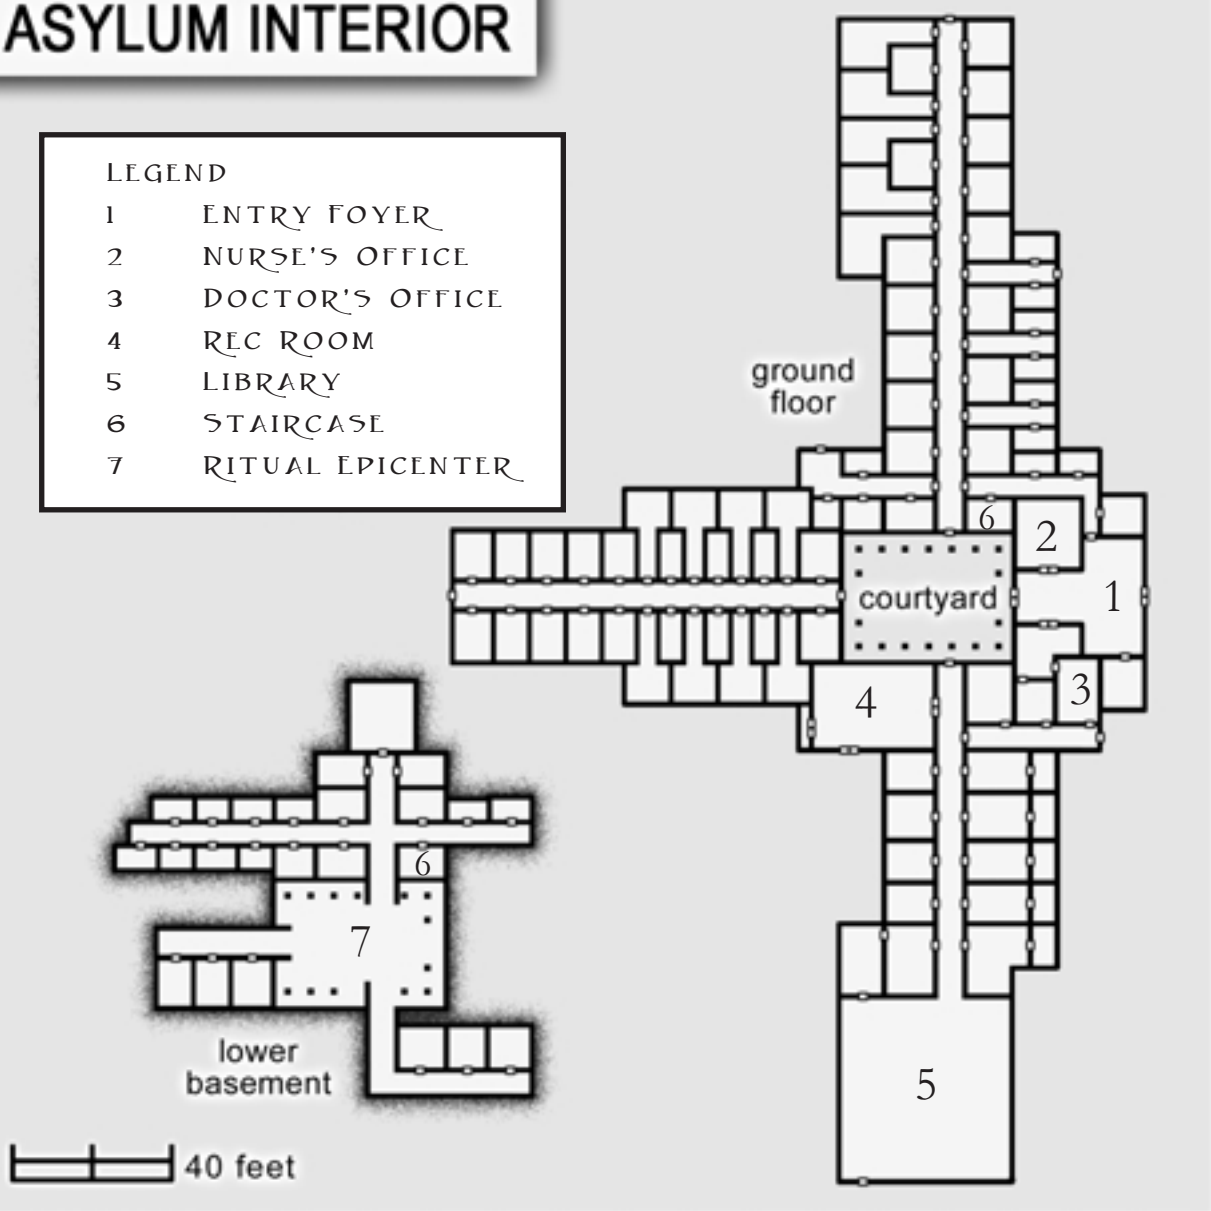 ASYLUM INTERIOR
LEGEND
1 ENTRY FOYER
2 NURSE'S OFFICE
3 DOCTOR'S OFFICE
4 REC ROOM
5 LIBRARY
6 STAIRCASE
7 RITUAL EPICENTER
ground
floor
6
2
courtyard
1
4
3
6
7
lower
basement
5
40 feet